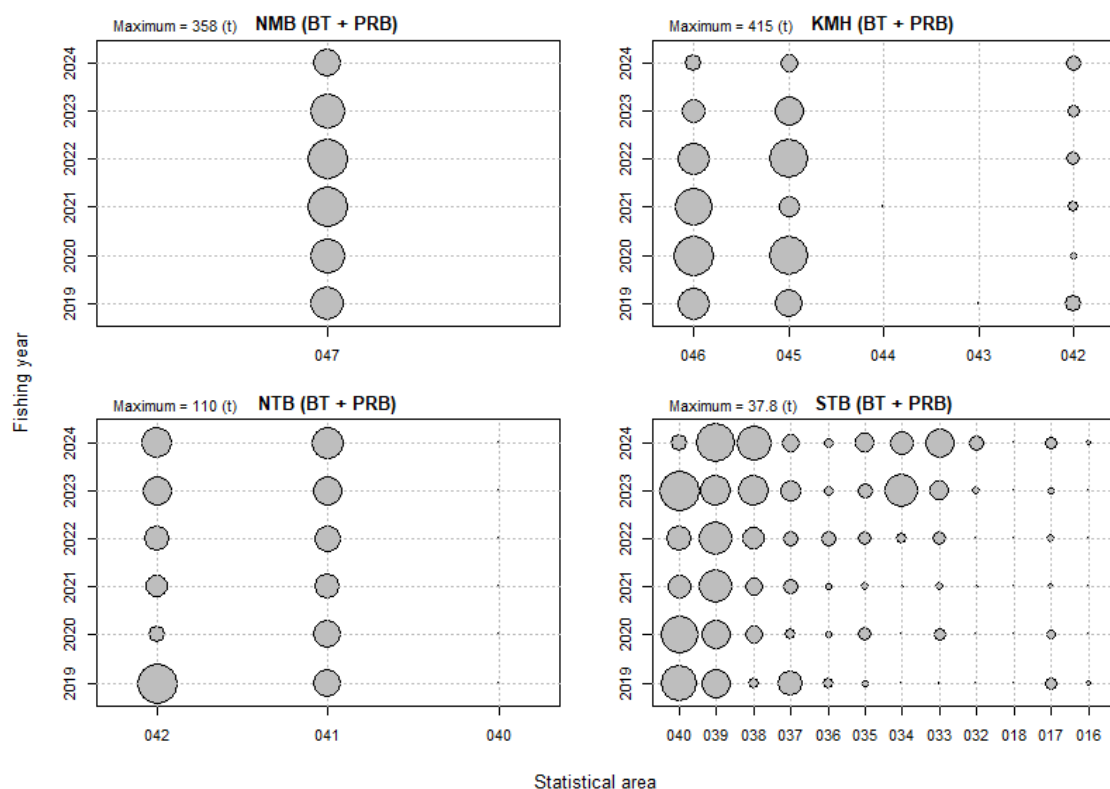 Maximum = 358 (t) NMB (BT + PRB)
2024
2023
2022
2021
2020
2019
047
Maximum = 415 (t) KMH (BT + PRB)
2024
2023
2022
2021
2020
2019
046 045 044 043 042
Fishing year
Maximum = 110 (t) NTB (BT + PRB)
2024
2023
2022
2021
2020
2019
042 041 040
Maximum = 37.8 (t) STB (BT + PRB)
2024
2023
2022
2021
2020
2019
040 039 038 037 036 035 034 033 032 018 017 016
Statistical area